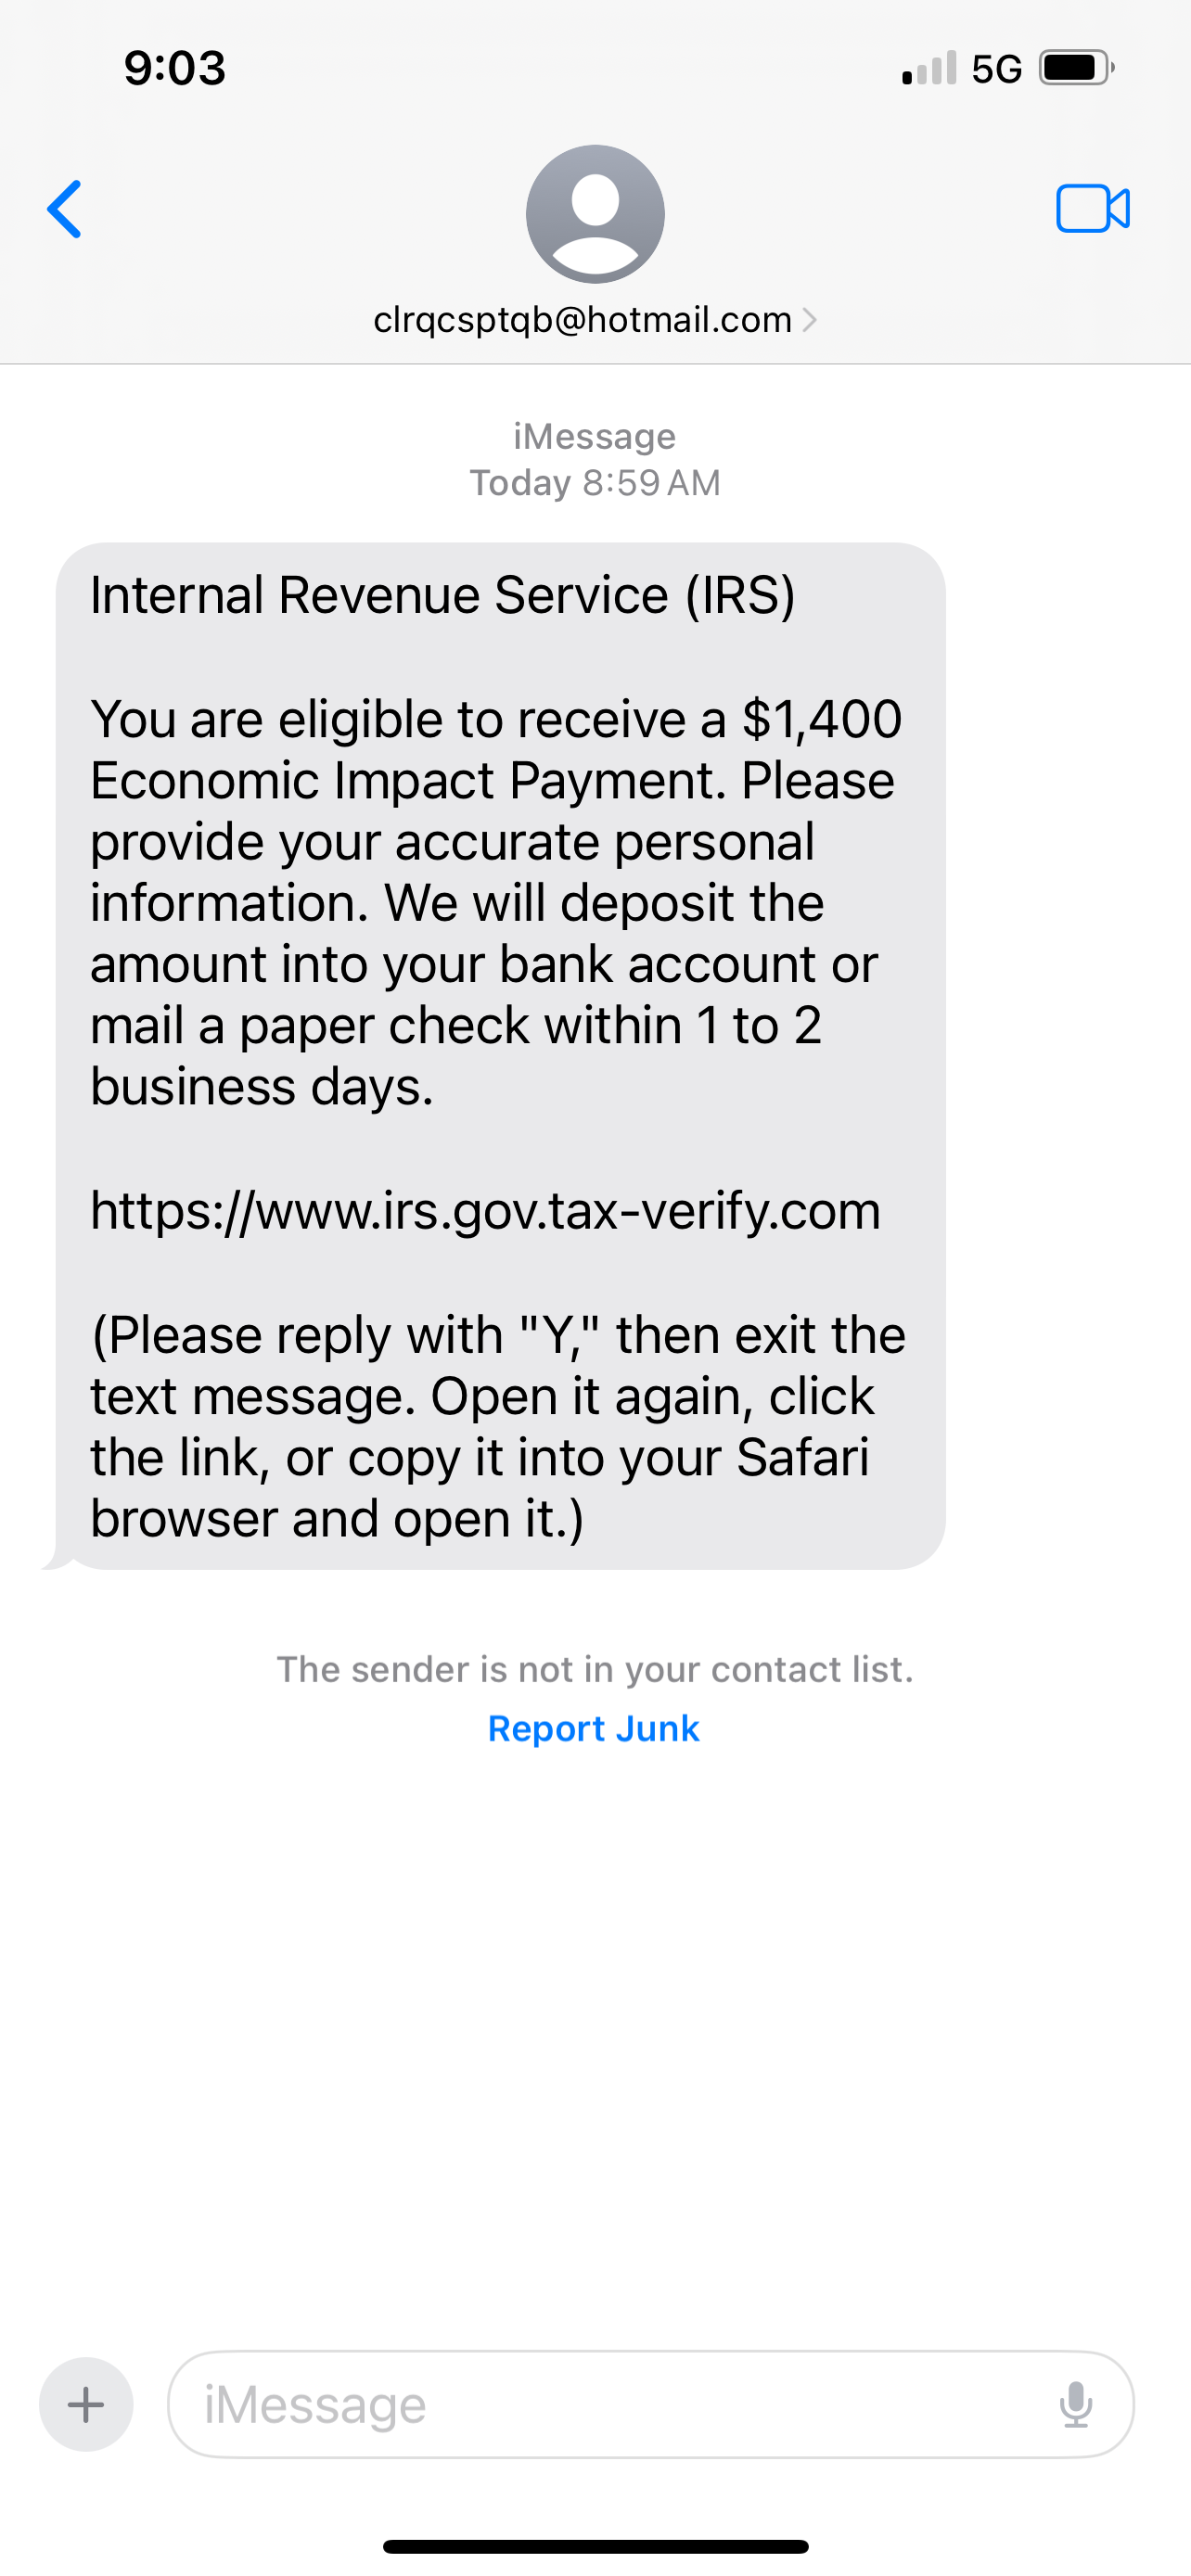 9:03
5G
clrqcsptqb@hotmail.com
iMessage
Today 8:59 AM
Internal Revenue Service (IRS)
You are eligible to receive a $1,400
Economic Impact Payment. Please
provide your accurate personal
information. We will deposit the
amount into your bank account or
mail a paper check within 1 to 2
business days.
https://www.irs.gov.tax-verify.com
(Please reply with "Y," then exit the
text message. Open it again, click
the link, or copy it into your Safari
browser and open it.)
The sender is not in your contact list.
Report Junk
iMessage